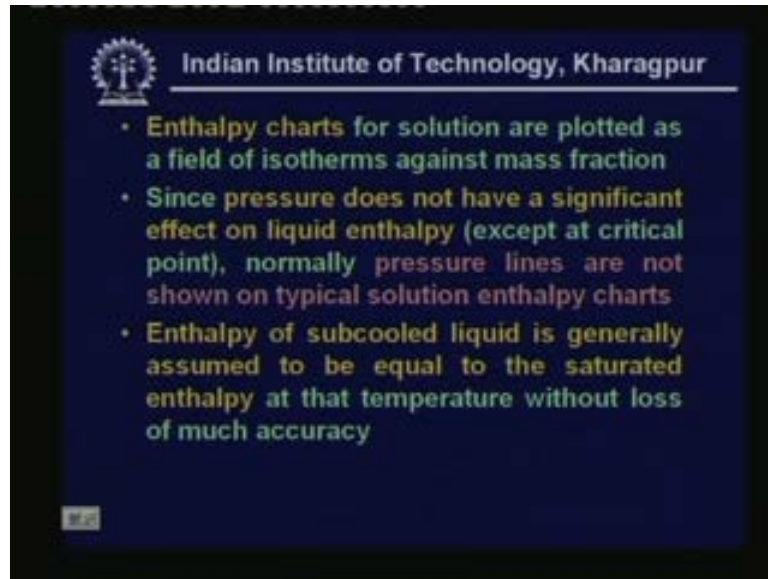 Indian Institute of Technology, Kharagpur
• Enthalpy charts for solution are plotted as
a field of isotherms against mass fraction
• Since pressure does not have a significant
effect on liquid enthalpy (except at critical
point), normally pressure lines are not
shown on typical solution enthalpy charts
• Enthalpy of subcooled liquid is generally
assumed to be equal to the saturated
enthalpy at that temperature without loss
of much accuracy